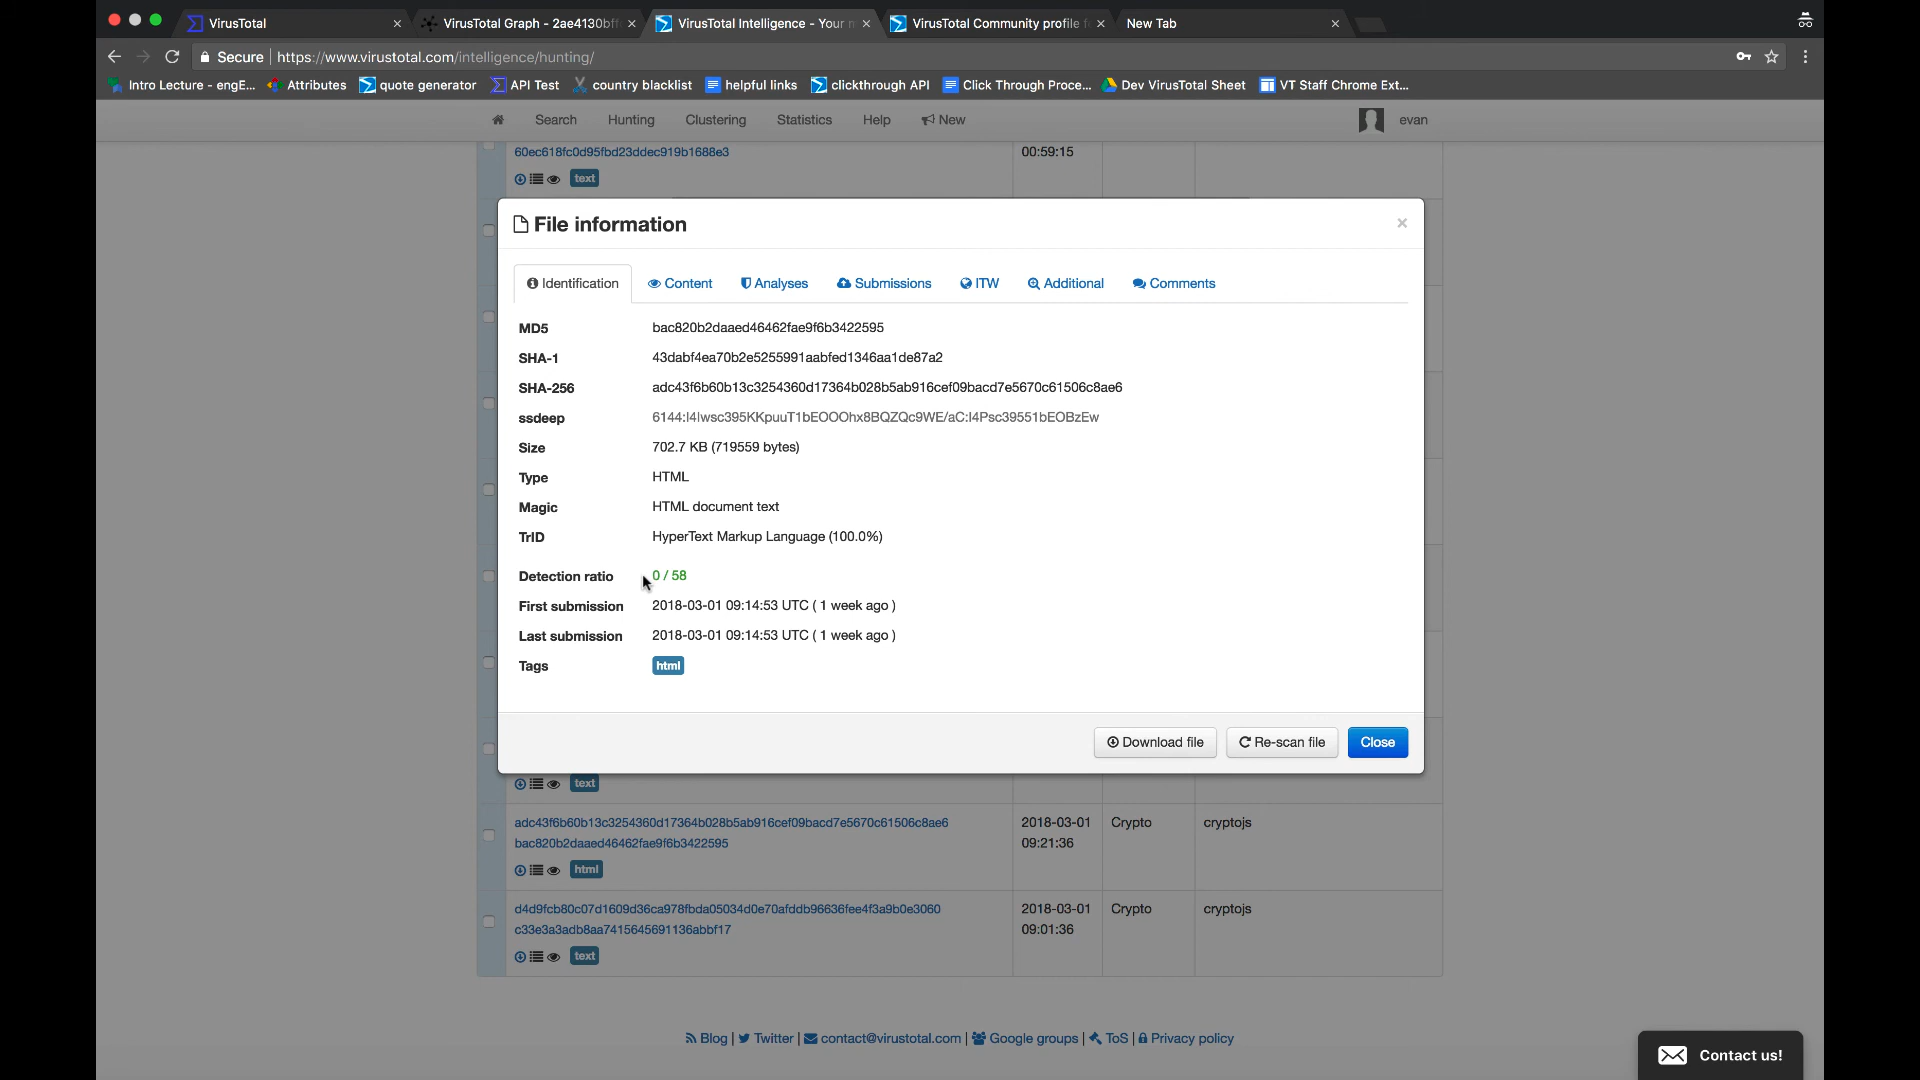 VirusTotal
VirusTotal Graph - 2ae4130bff
VirusTotal Intelligence - Your m
VirusTotal Community profile f
New Tab
Secure
https://www.virustotal.com/intelligence/hunting/
Intro Lecture - engE...
Attributes
quote generator
API Test
country blacklist
helpful links
clickthrough API
Click Through Proce...
Dev VirusTotal Sheet
VT Staff Chrome Ext...
Search
Hunting
Clustering
Statistics
Help
New
evan
60ec618fc0d95fbd23ddec919b1688e3
00:59:15
text
File information
×
Identification
Content
Analyses
Submissions
ITW
Additional
Comments
MD5 bac820b2daaed46462fae9f6b3422595
SHA-1 43dabf4ea70b2e5255991aabfed1346aa1de87a2
SHA-256 adc43f6b60b13c3254360d17364b028b5ab916cef09bacd7e5670c61506c8ae6
ssdeep 6144:I4Iwsc395KKpuuT1bEOOOhx8BQZQc9WE/aC:I4Psc39551bEOBzEw
Size 702.7 KB (719559 bytes)
Type HTML
Magic HTML document text
TrID HyperText Markup Language (100.0%)
Detection ratio 0 / 58
First submission 2018-03-01 09:14:53 UTC ( 1 week ago )
Last submission 2018-03-01 09:14:53 UTC ( 1 week ago )
Tags html
Download file
Re-scan file
Close
text
adc43f6b60b13c3254360d17364b028b5ab916cef09bacd7e5670c61506c8ae6
bac820b2daaed46462fae9f6b3422595
html
2018-03-01
09:21:36
Crypto
cryptojs
d4d9fcb80c07d1609d36ca978fbda05034d0e70afddb96636fee4f3a9b0e3060
c33e3a3adb8aa7415645691136abbf17
text
2018-03-01
09:01:36
Crypto
cryptojs
Blog | Twitter | contact@virustotal.com | Google groups | ToS | Privacy policy
Contact us!